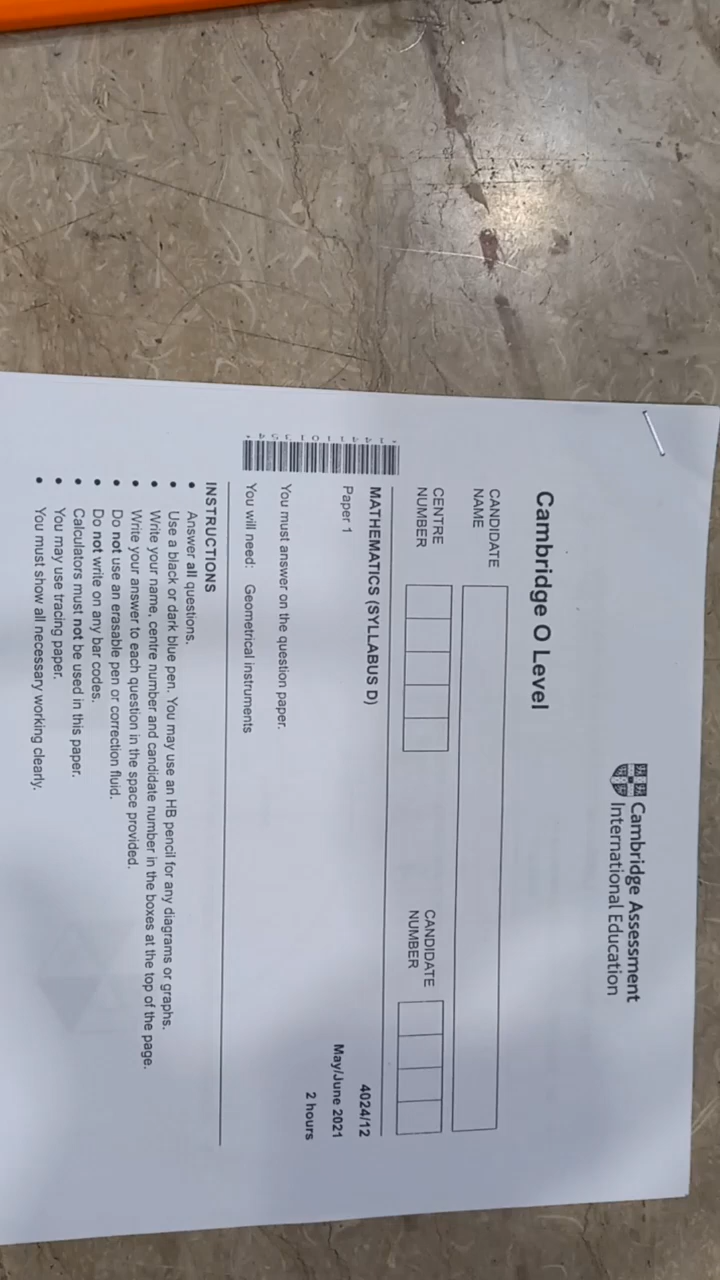 Cambridge Assessment
International Education
Cambridge O Level
CANDIDATE
NAME
CENTRE
NUMBER
CANDIDATE
NUMBER
MATHEMATICS (SYLLABUS D)
4024/12
Paper 1
May/June 2021
2 hours
You must answer on the question paper.
You will need: Geometrical instruments
INSTRUCTIONS
• Answer all questions.
• Use a black or dark blue pen. You may use an HB pencil for any diagrams or graphs.
• Write your name, centre number and candidate number in the boxes at the top of the page.
• Write your answer to each question in the space provided.
• Do not use an erasable pen or correction fluid.
• Do not write on any bar codes.
• Calculators must not be used in this paper.
• You may use tracing paper.
• You must show all necessary working clearly.